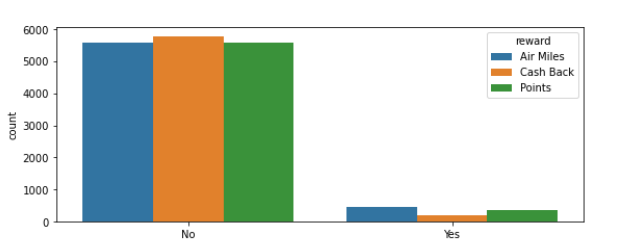 6000
5000
4000
3000
2000
1000
0
count
reward
Air Miles
Cash Back
Points
No Yes